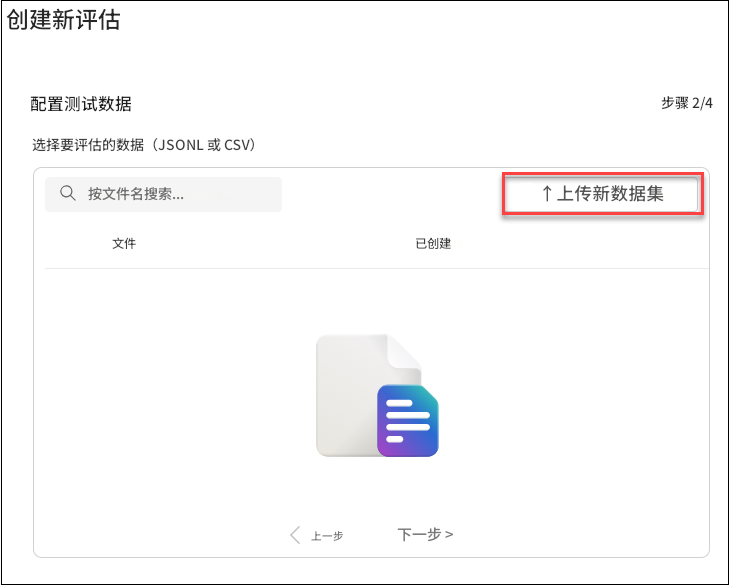 创建新评估
配置测试数据
步骤 2/4
选择要评估的数据（JSONL 或 CSV）
按文件名搜索...
↑上传新数据集
文件
已创建
上一步
下一步 >